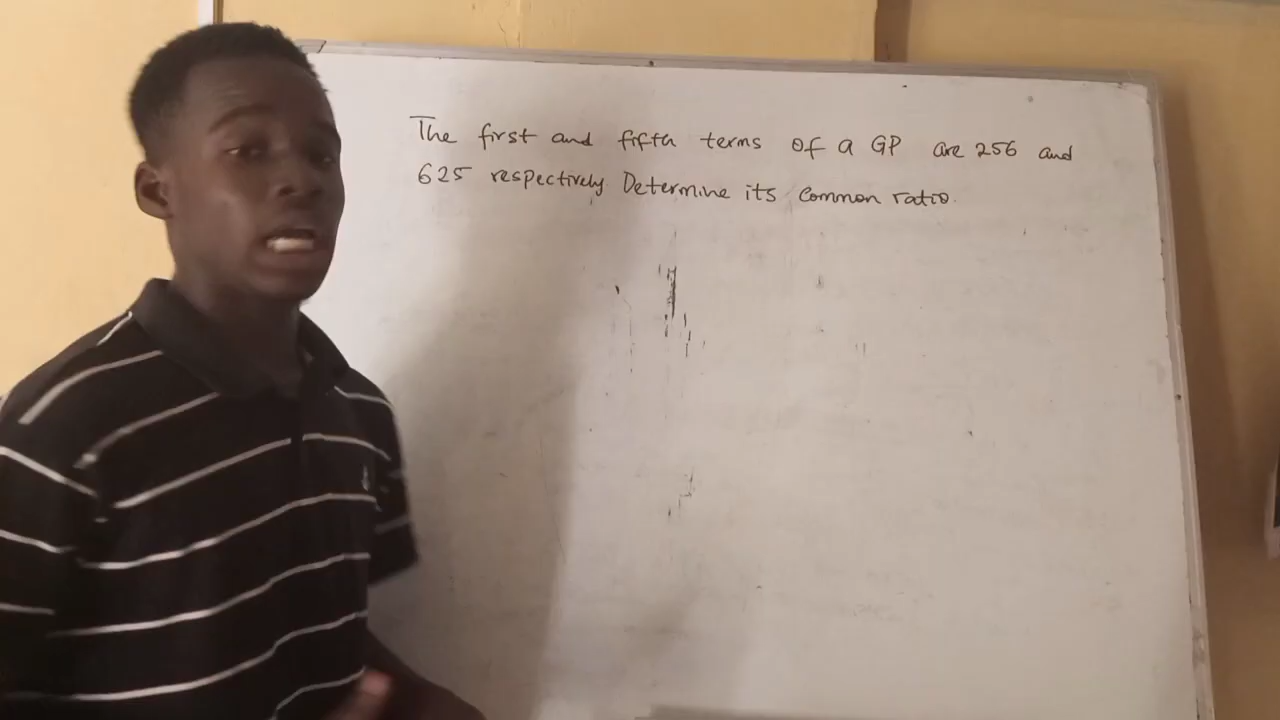 The first and fifth terms of a GP are 256 and
625 respectively. Determine its common ratio.